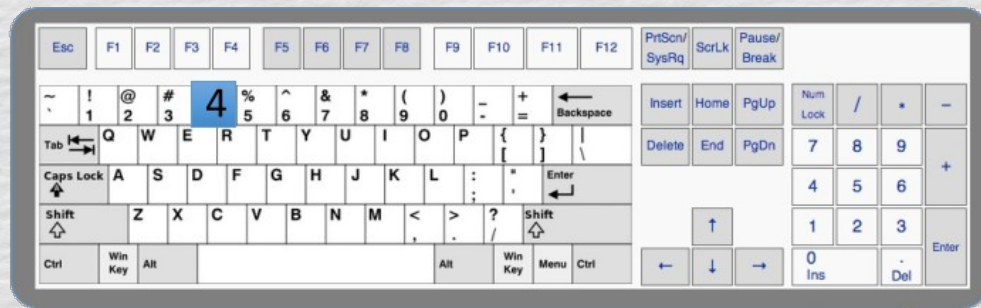 Esc F1 F2 F3 F4 F5 F6 F7 F8 F9 F10 F11 F12 PrtScn/ SysRq ScrLk Pause/ Break
~ ! @ # 4 % ^ & * ( ) _ + Backspace Insert Home PgUp Num Lock / • −
` 1 2 3 5 6 7 8 9 0 - =
Tab Q W E R T Y U I O P { } | Delete End PgDn 7 8 9 +
[ ] \
Caps Lock A S D F G H J K L : " Enter 4 5 6
; '
Shift Z X C V B N M < > ? Shift ↑ 1 2 3 Enter
, . /
Ctrl Win Key Alt Alt Win Key Menu Ctrl ← ↓ → 0 Ins . Del